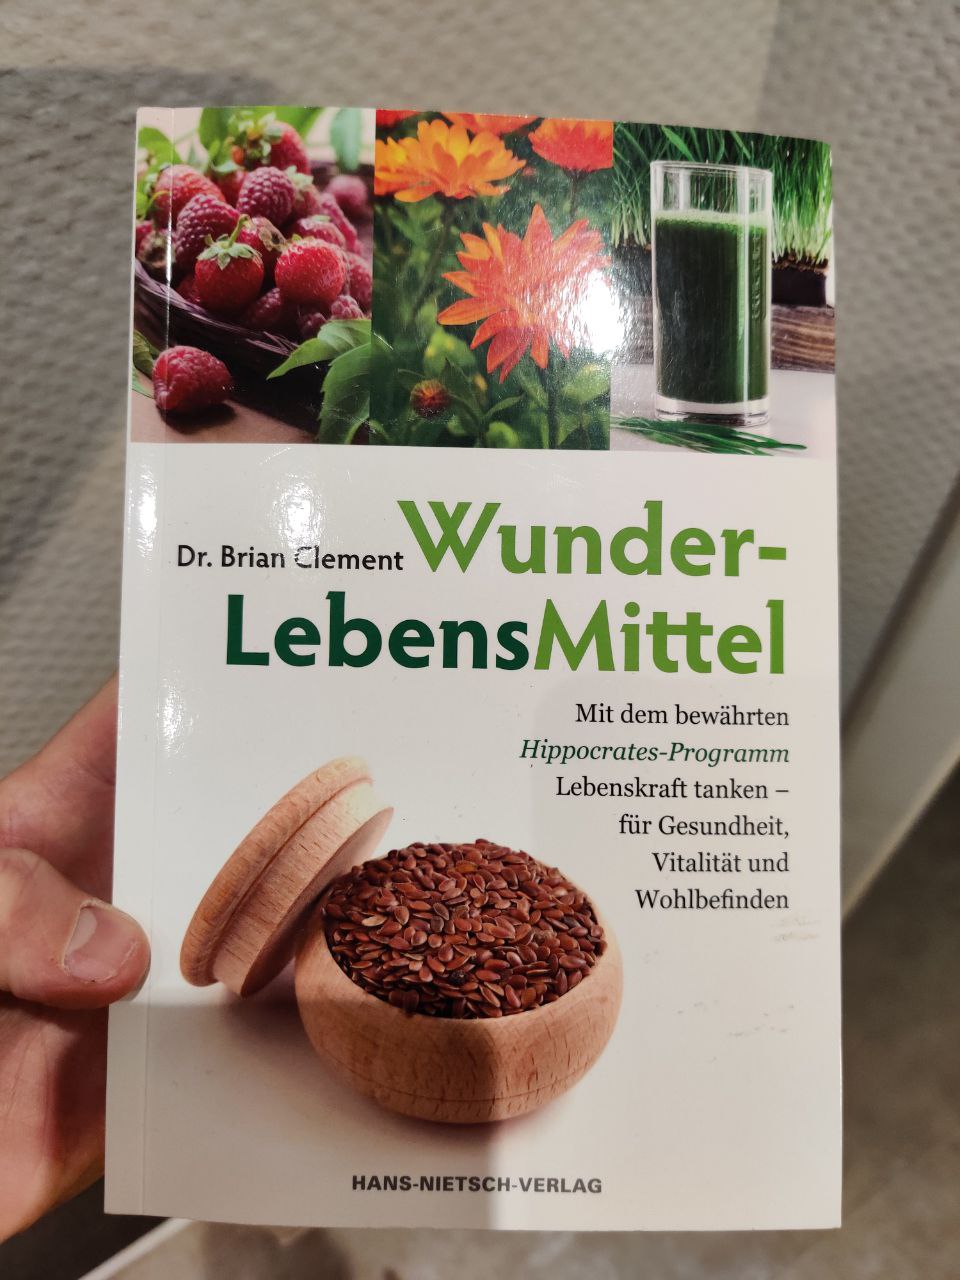 Dr. Brian Clement Wunder-
LebensMittel
Mit dem bewährten
Hippocrates-Programm
Lebenskraft tanken –
für Gesundheit,
Vitalität und
Wohlbefinden
HANS-NIETSCH-VERLAG